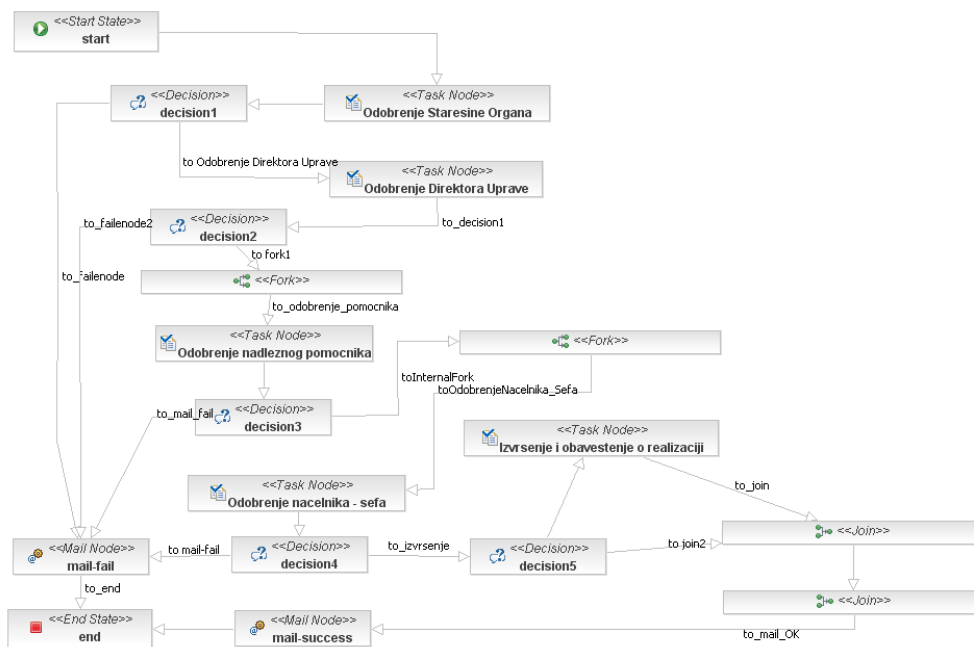 <<Start State>>
start
<<Decision>>
decision1
<<Task Node>>
Odobrenje Staresine Organa
to Odobrenje Direktora Uprave
<<Task Node>>
Odobrenje Direktora Uprave
to_failenode2
<<Decision>>
decision2
to_decision1
to fork1
to_failenode
<<Fork>>
to_odobrenje_pomocnika
<<Task Node>>
Odobrenje nadleznog pomocnika
<<Fork>>
toInternalFork
toOdobrenjeNacelnika_Sefa
to_mail_fail
<<Decision>>
decision3
<<Task Node>>
Izvrsenje i obavestenje o realizaciji
<<Task Node>>
Odobrenje nacelnika - sefa
to_join
<<Mail Node>>
mail-fail
to mail-fail
<<Decision>>
decision4
to_izvrsenje
<<Decision>>
decision5
to join2
<<Join>>
to_end
<<Join>>
<<End State>>
end
<<Mail Node>>
mail-success
to_mail_OK